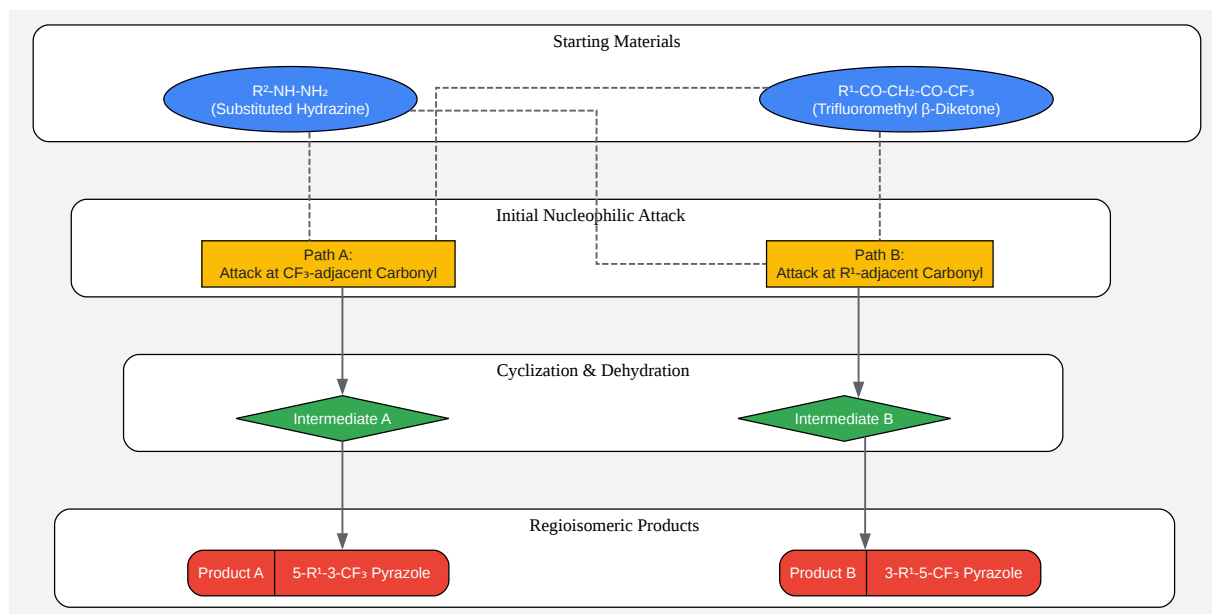 Starting Materials
R²-NH-NH₂
(Substituted Hydrazine)
R¹-CO-CH₂-CO-CF₃
(Trifluoromethyl β-Diketone)
Initial Nucleophilic Attack
Path A:
Attack at CF₃-adjacent Carbonyl
Path B:
Attack at R¹-adjacent Carbonyl
Cyclization & Dehydration
Intermediate A
Intermediate B
Regioisomeric Products
Product A
5-R¹-3-CF₃ Pyrazole
Product B
3-R¹-5-CF₃ Pyrazole